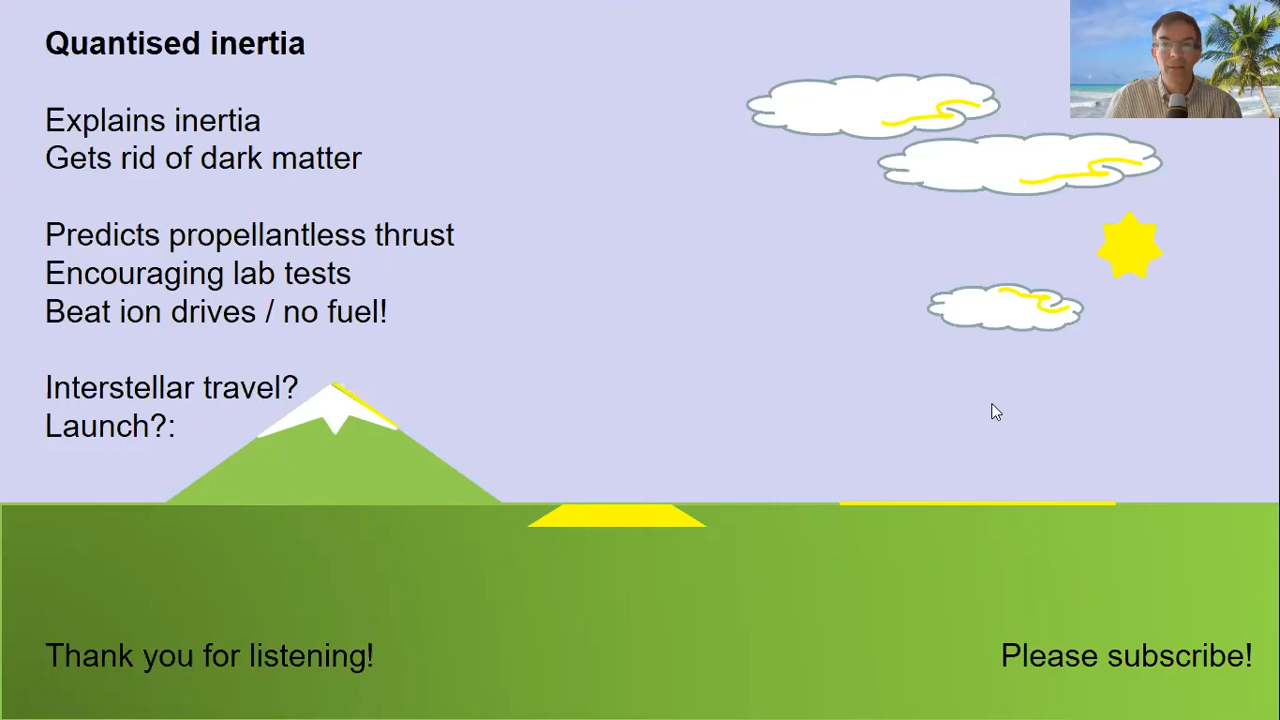 Quantised inertia
Explains inertia
Gets rid of dark matter
Predicts propellantless thrust
Encouraging lab tests
Beat ion drives / no fuel!
Interstellar travel?
Launch?:
Thank you for listening!
Please subscribe!